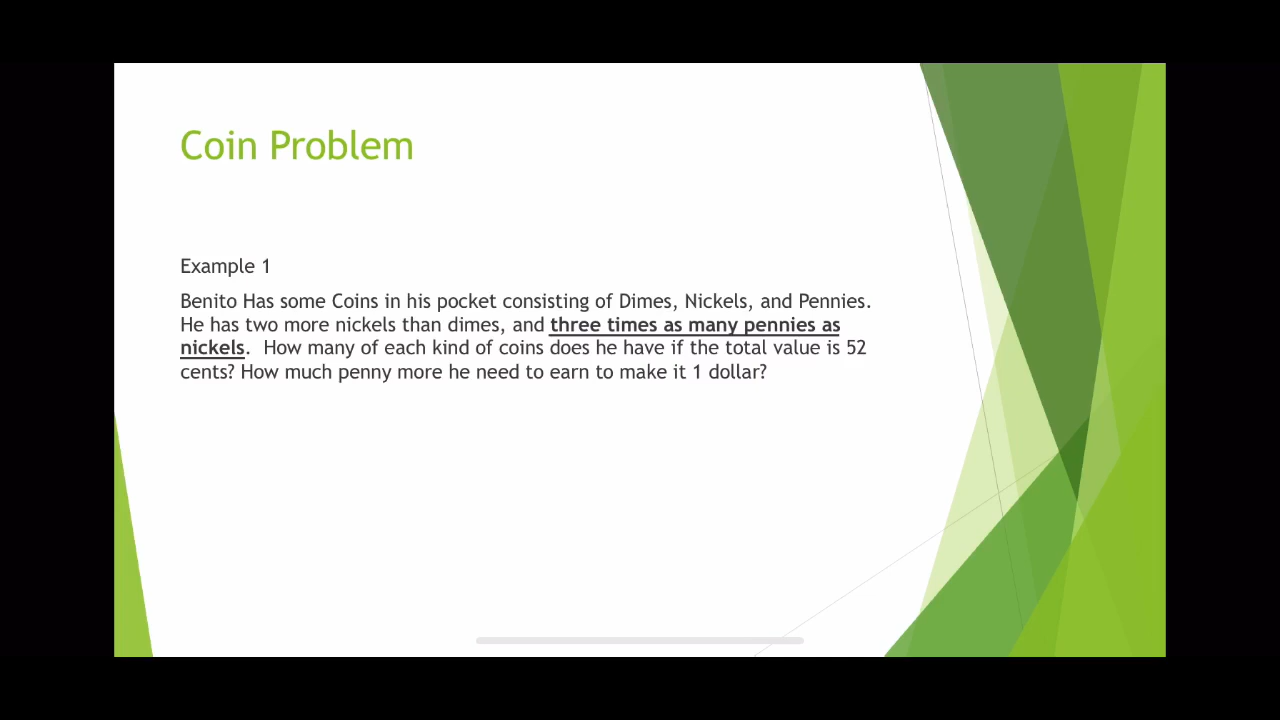 Coin Problem
Example 1
Benito Has some Coins in his pocket consisting of Dimes, Nickels, and Pennies.
He has two more nickels than dimes, and three times as many pennies as
nickels.  How many of each kind of coins does he have if the total value is 52
cents? How much penny more he need to earn to make it 1 dollar?